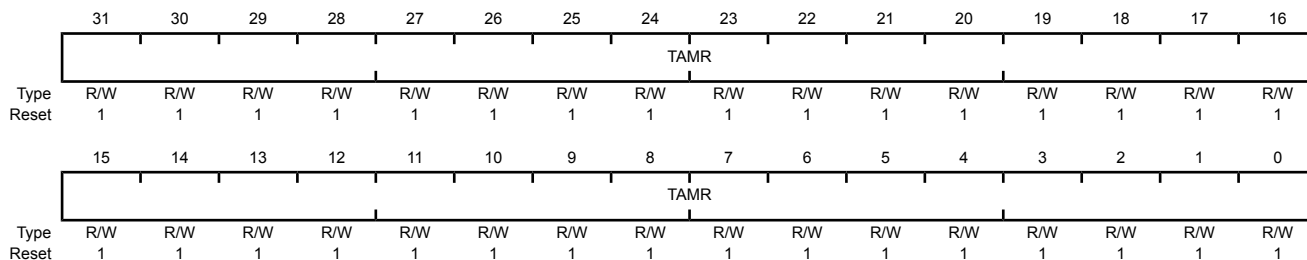 31 30 29 28 27 26 25 24 23 22 21 20 19 18 17 16
TAMR
Type R/W R/W R/W R/W R/W R/W R/W R/W R/W R/W R/W R/W R/W R/W R/W R/W
Reset 1 1 1 1 1 1 1 1 1 1 1 1 1 1 1 1
15 14 13 12 11 10 9 8 7 6 5 4 3 2 1 0
TAMR
Type R/W R/W R/W R/W R/W R/W R/W R/W R/W R/W R/W R/W R/W R/W R/W R/W
Reset 1 1 1 1 1 1 1 1 1 1 1 1 1 1 1 1